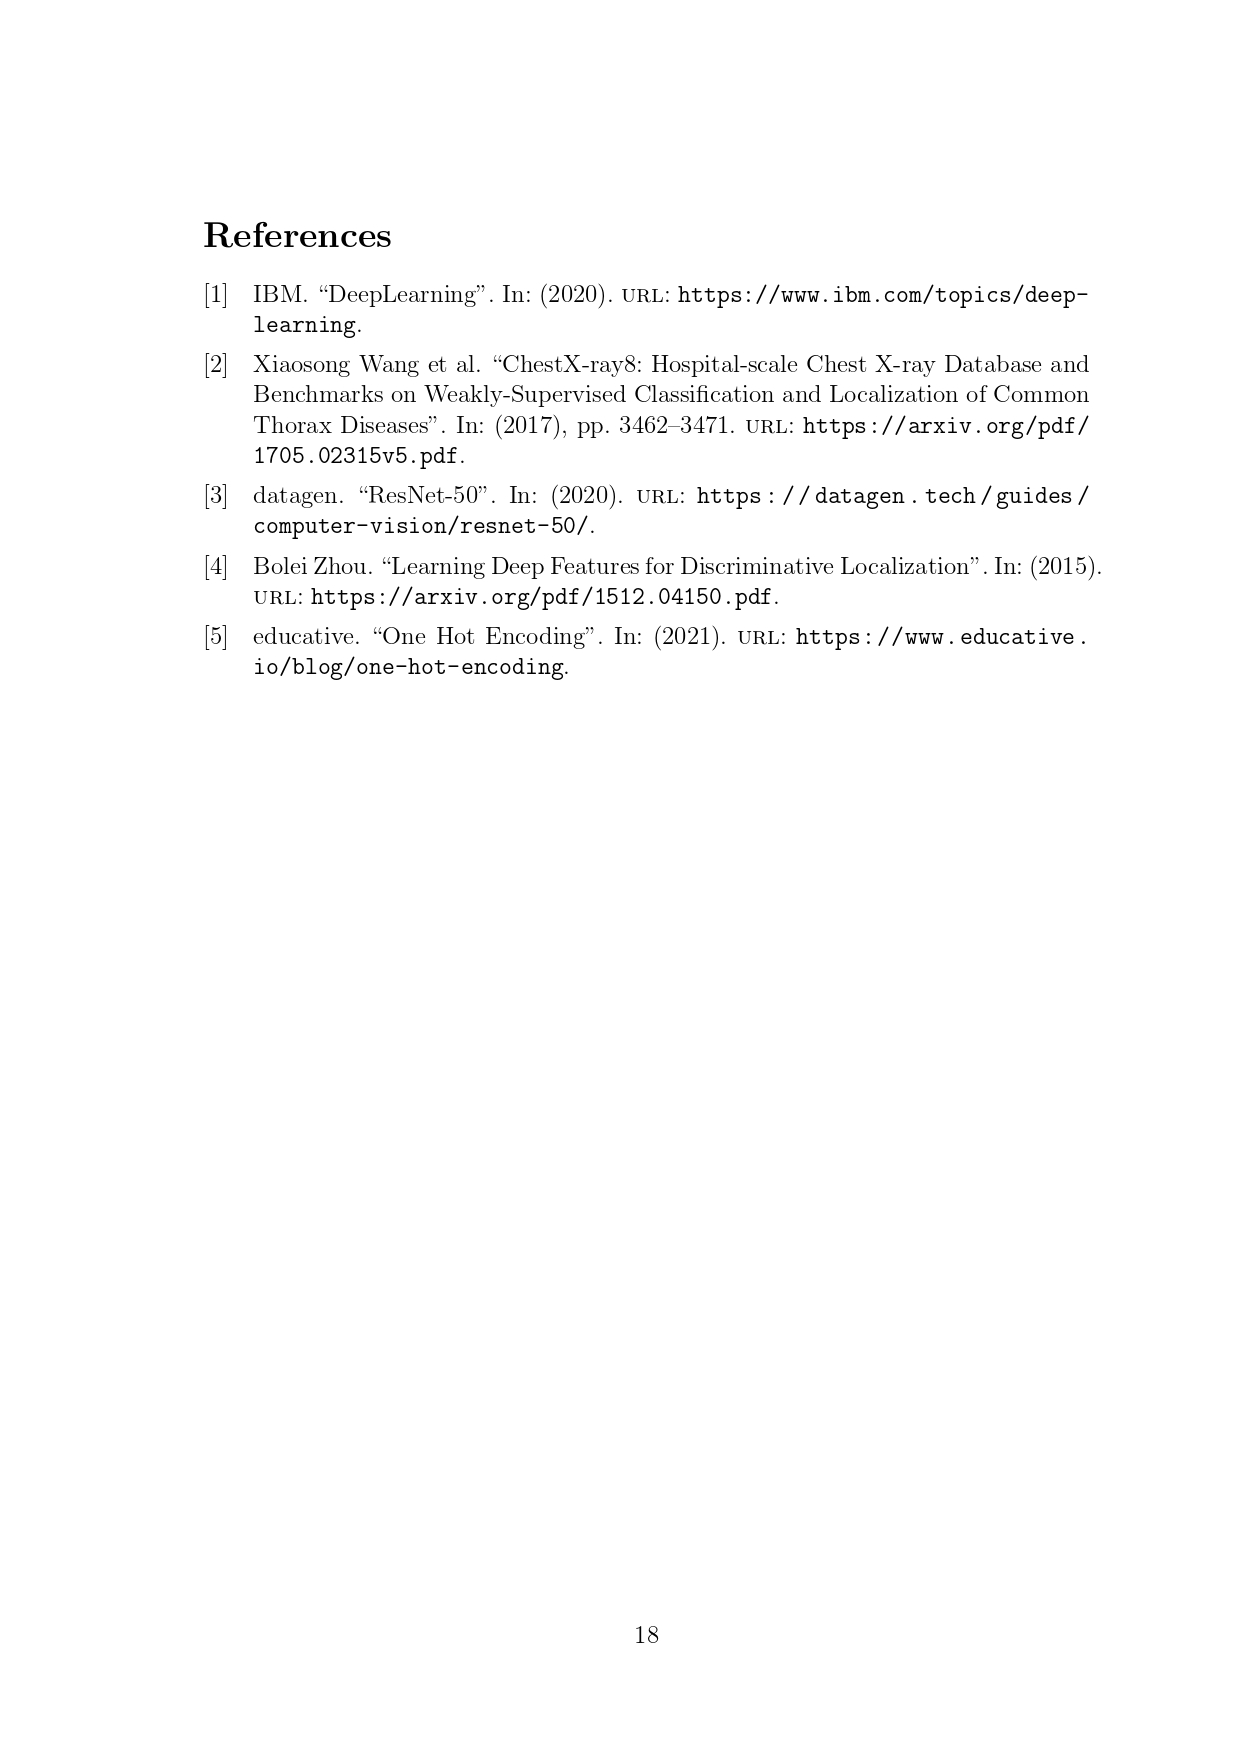 References
[1] IBM. “DeepLearning”. In: (2020). URL: https://www.ibm.com/topics/deep-
learning.
[2] Xiaosong Wang et al. “ChestX-ray8: Hospital-scale Chest X-ray Database and
Benchmarks on Weakly-Supervised Classification and Localization of Common
Thorax Diseases”. In: (2017), pp. 3462–3471. URL: https://arxiv.org/pdf/
1705.02315v5.pdf.
[3] datagen. “ResNet-50”. In: (2020). URL: https://datagen.tech/guides/
computer-vision/resnet-50/.
[4] Bolei Zhou. “Learning Deep Features for Discriminative Localization”. In: (2015).
URL: https://arxiv.org/pdf/1512.04150.pdf.
[5] educative. “One Hot Encoding”. In: (2021). URL: https://www.educative.
io/blog/one-hot-encoding.
18